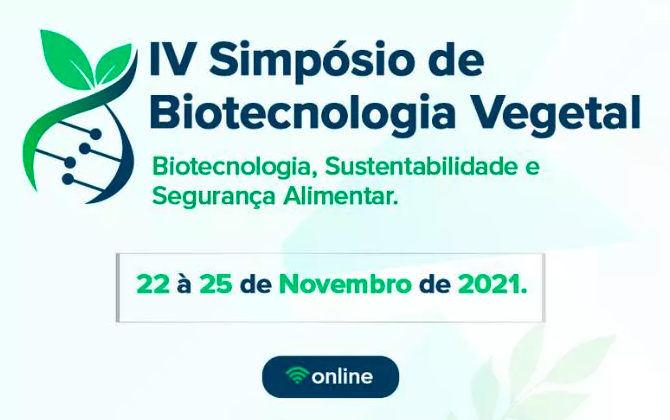 IV Simpósio de
Biotecnologia Vegetal
Biotecnologia, Sustentabilidade e
Segurança Alimentar.
22 à 25 de Novembro de 2021.
online